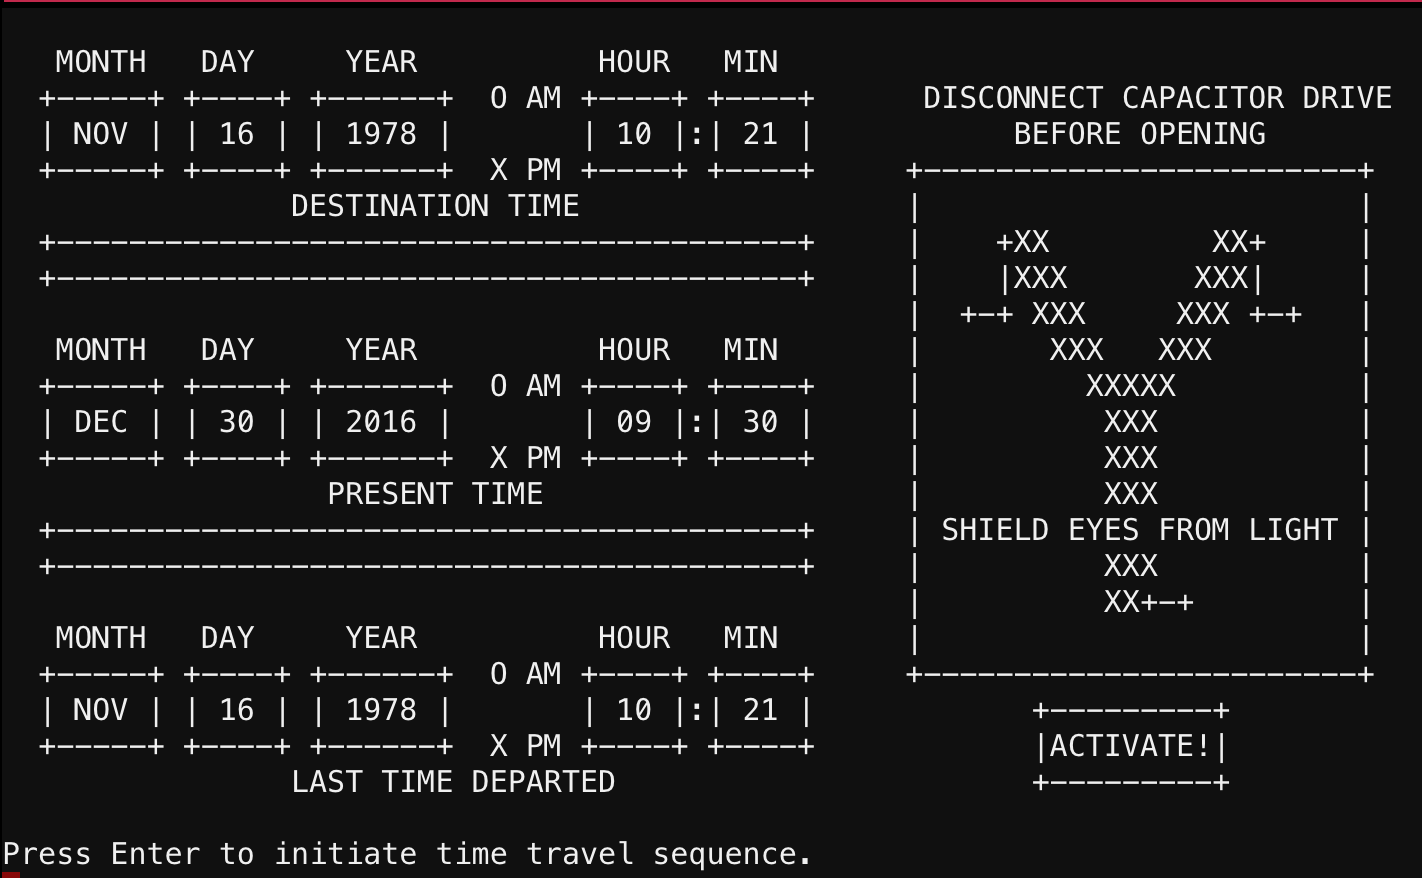 MONTH   DAY     YEAR          HOUR   MIN
+-----+ +----+ +------+  O AM +----+ +----+      DISCONNECT CAPACITOR DRIVE
| NOV | | 16 | | 1978 |       | 10 |:| 21 |           BEFORE OPENING
+-----+ +----+ +------+  X PM +----+ +----+     +------------------------+
              DESTINATION TIME                  |                        |
+-----------------------------------------+     |    +XX         XX+     |
+-----------------------------------------+     |    |XXX       XXX|     |
                                                |  +-+ XXX     XXX +-+   |
 MONTH   DAY     YEAR          HOUR   MIN       |       XXX   XXX        |
+-----+ +----+ +------+  O AM +----+ +----+     |         XXXXX          |
| DEC | | 30 | | 2016 |       | 09 |:| 30 |     |          XXX           |
+-----+ +----+ +------+  X PM +----+ +----+     |          XXX           |
                PRESENT TIME                    |          XXX           |
+-----------------------------------------+     | SHIELD EYES FROM LIGHT |
+-----------------------------------------+     |          XXX           |
                                                |          XX+-+         |
 MONTH   DAY     YEAR          HOUR   MIN       |                        |
+-----+ +----+ +------+  O AM +----+ +----+     +------------------------+
| NOV | | 16 | | 1978 |       | 10 |:| 21 |            +---------+
+-----+ +----+ +------+  X PM +----+ +----+            |ACTIVATE!|
              LAST TIME DEPARTED                       +---------+

Press Enter to initiate time travel sequence.